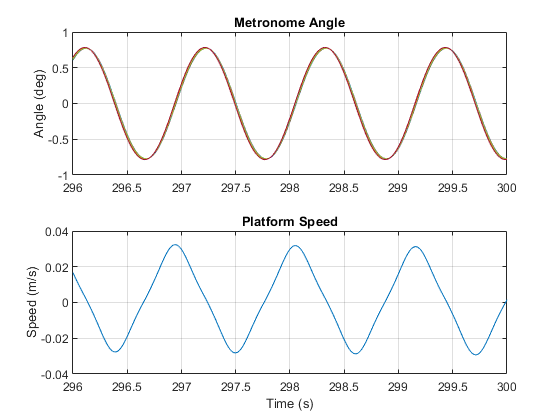 Metronome Angle
1
0.5
0
-0.5
-1
Angle (deg)
296 296.5 297 297.5 298 298.5 299 299.5 300
Platform Speed
0.04
0.02
0
-0.02
-0.04
Speed (m/s)
296 296.5 297 297.5 298 298.5 299 299.5 300
Time (s)